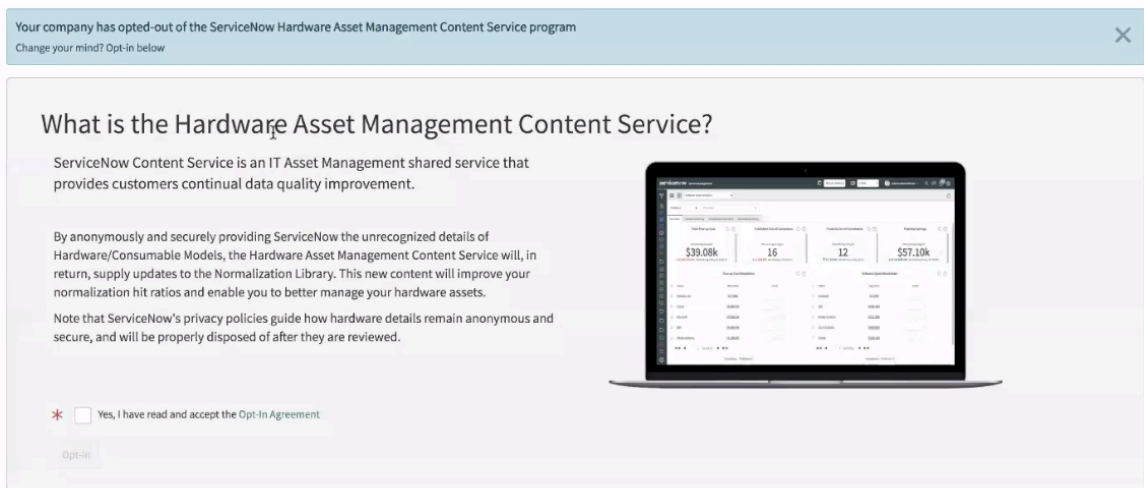 Your company has opted-out of the ServiceNow Hardware Asset Management Content Service program
Change your mind? Opt-in below
What is the Hardware Asset Management Content Service?
ServiceNow Content Service is an IT Asset Management shared service that
provides customers continual data quality improvement.
By anonymously and securely providing ServiceNow the unrecognized details of
Hardware/Consumable Models, the Hardware Asset Management Content Service will, in
return, supply updates to the Normalization Library. This new content will improve your
normalization hit ratios and enable you to better manage your hardware assets.
Note that ServiceNow's privacy policies guide how hardware details remain anonymous and
secure, and will be properly disposed of after they are reviewed.
* Yes, I have read and accept the Opt-In Agreement
Opt-in
$39.08k
16
12
$57.10k